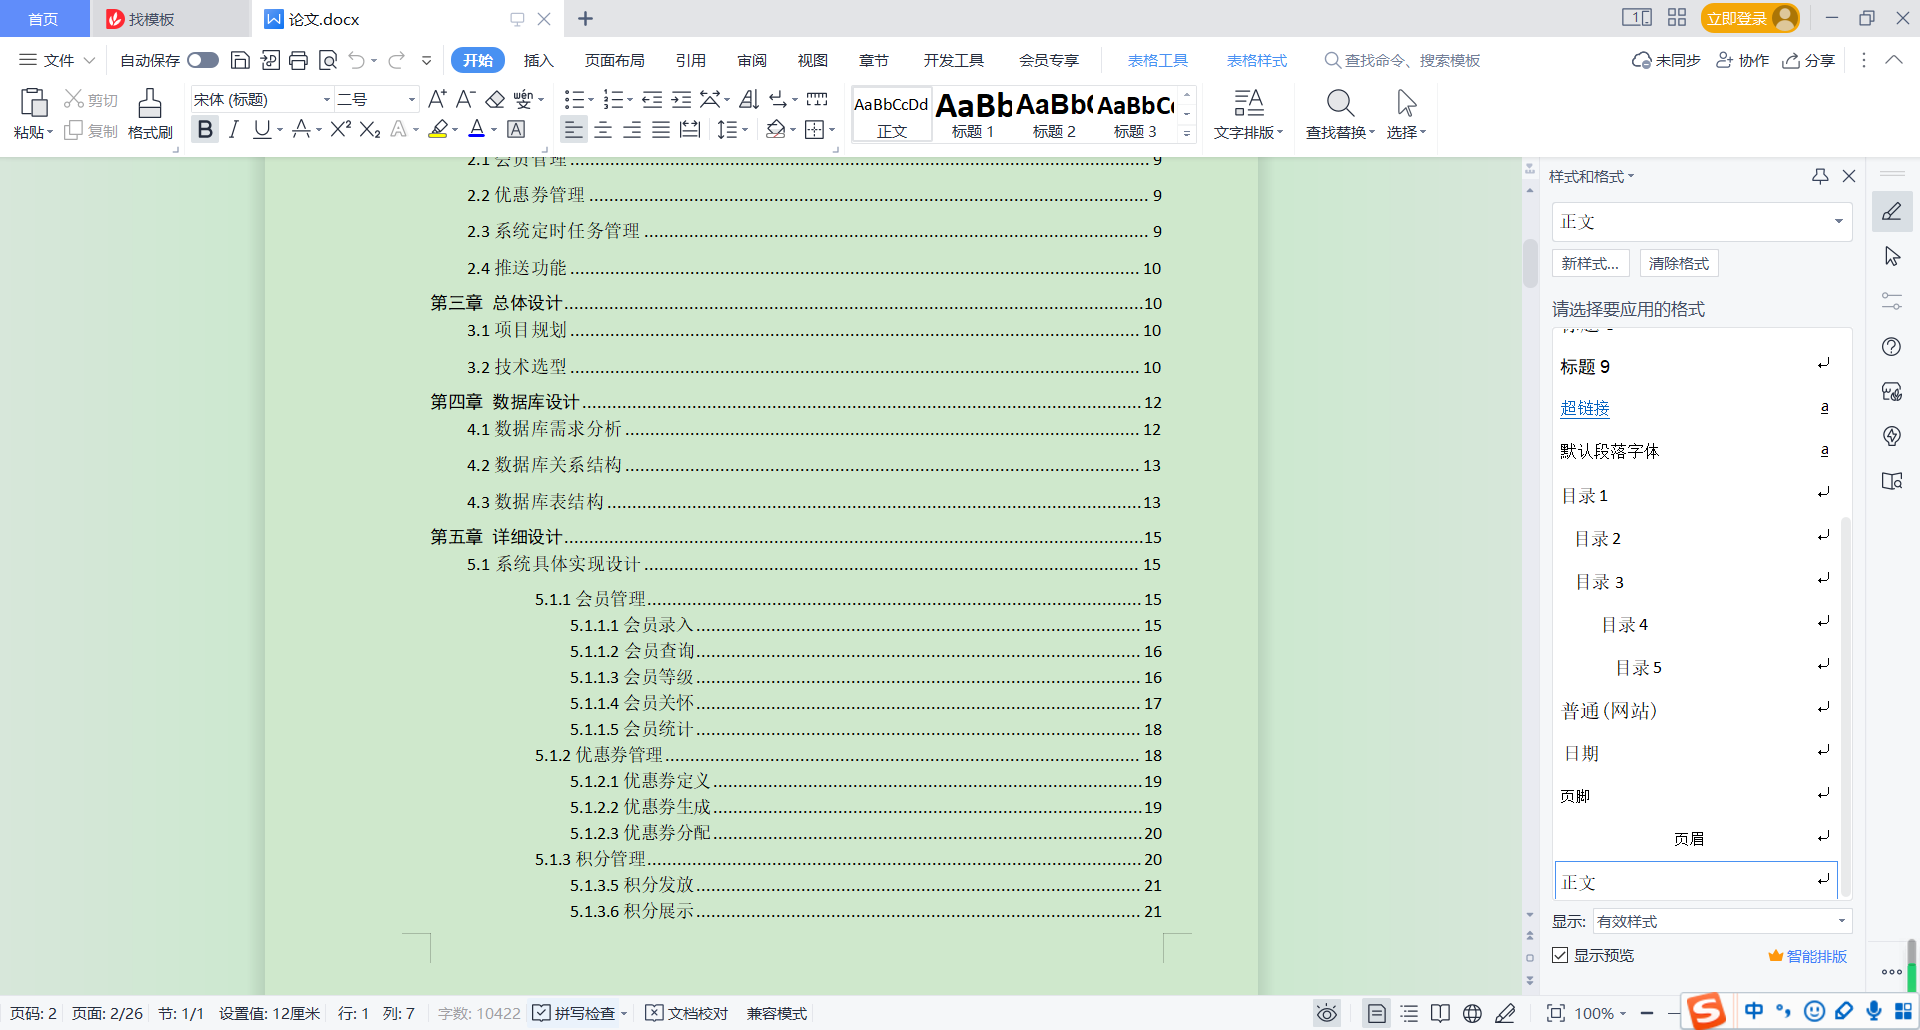 首页 找模板 论文.docx 立即登录
文件 自动保存 开始 插入 页面布局 引用 审阅 视图 章节 开发工具 会员专享 表格工具 表格样式 查找命令、搜索模板 未同步 协作 分享
剪切 宋体 (标题) 二号 AaBbCcDd AaBb AaBb( AaBbC
粘贴 复制 格式刷 正文 标题 1 标题 2 标题 3 文字排版 查找替换 选择
2.1 会员管理 9
2.2 优惠券管理 9
2.3 系统定时任务管理 9
2.4 推送功能 10
第三章 总体设计 10
3.1 项目规划 10
3.2 技术选型 10
第四章 数据库设计 12
4.1 数据库需求分析 12
4.2 数据库关系结构 13
4.3 数据库表结构 13
第五章 详细设计 15
5.1 系统具体实现设计 15
5.1.1 会员管理 15
5.1.1.1 会员录入 15
5.1.1.2 会员查询 16
5.1.1.3 会员等级 16
5.1.1.4 会员关怀 17
5.1.1.5 会员统计 18
5.1.2 优惠券管理 18
5.1.2.1 优惠券定义 19
5.1.2.2 优惠券生成 19
5.1.2.3 优惠券分配 20
5.1.3 积分管理 20
5.1.3.5 积分发放 21
5.1.3.6 积分展示 21
样式和格式
正文
新样式... 清除格式
请选择要应用的格式
标题 9
超链接 a
默认段落字体 a
目录 1
目录 2
目录 3
目录 4
目录 5
普通(网站)
日期
页脚
页眉
正文
显示: 有效样式
显示预览 智能排版
页码: 2 页面: 2/26 节: 1/1 设置值: 12厘米 行: 1 列: 7 字数: 10422 拼写检查 文档校对 兼容模式 100% 中